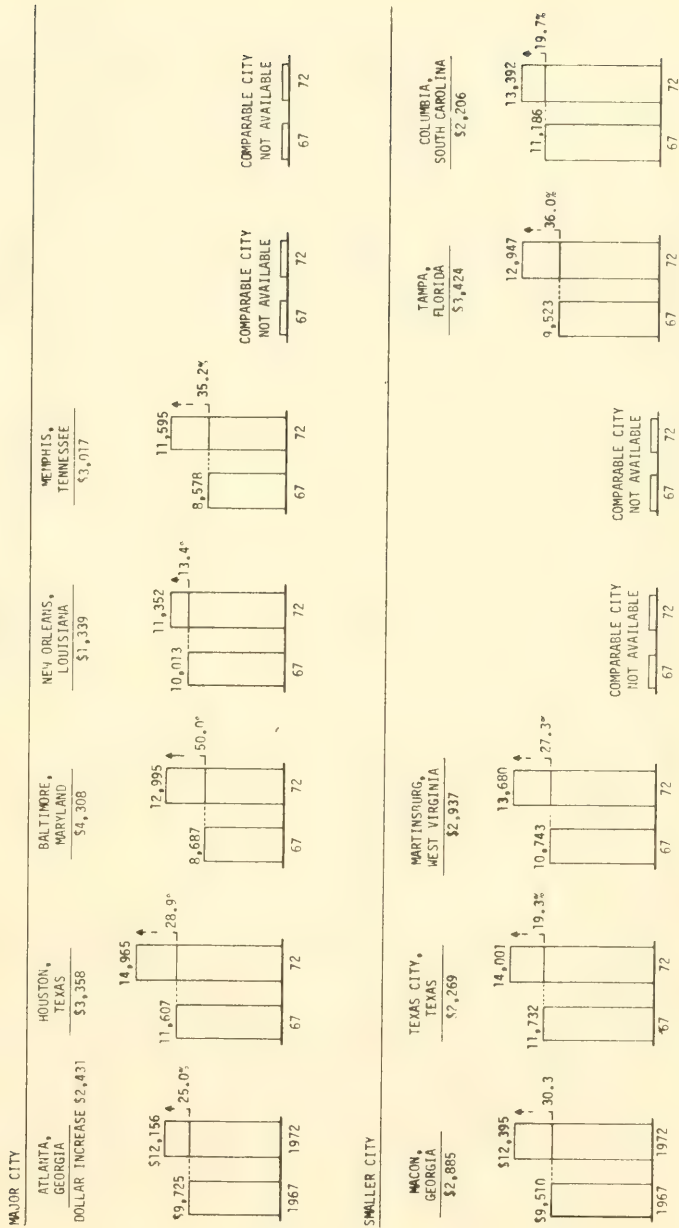 MAJOR CITY
ATLANTA,
GEORGIA
DOLLAR INCREASE $2,431
$9,725
$12,156
25.0%
1967
1972
HOUSTON,
TEXAS
$3,358
11,607
14,965
28.9%
67
72
BALTIMORE,
MARYLAND
$4,308
8,687
12,995
50.0%
67
72
NEW ORLEANS,
LOUISIANA
$1,339
10,013
11,352
13.4%
67
72
MEMPHIS,
TENNESSEE
$3,017
8,578
11,595
35.2%
67
72
COMPARABLE CITY
NOT AVAILABLE
67
72
COMPARABLE CITY
NOT AVAILABLE
67
72
SMALLER CITY
MACON,
GEORGIA
$2,885
$9,510
$12,395
30.3
1967
1972
TEXAS CITY,
TEXAS
$2,269
11,732
14,001
19.3%
67
72
MARTINSBURG,
WEST VIRGINIA
$2,937
10,743
13,680
27.3%
67
72
COMPARABLE CITY
NOT AVAILABLE
67
72
COMPARABLE CITY
NOT AVAILABLE
67
72
TAMPA,
FLORIDA
$3,424
9,523
12,947
36.0%
67
72
COLUMBIA,
SOUTH CAROLINA
$2,206
11,186
13,392
19.7%
67
72